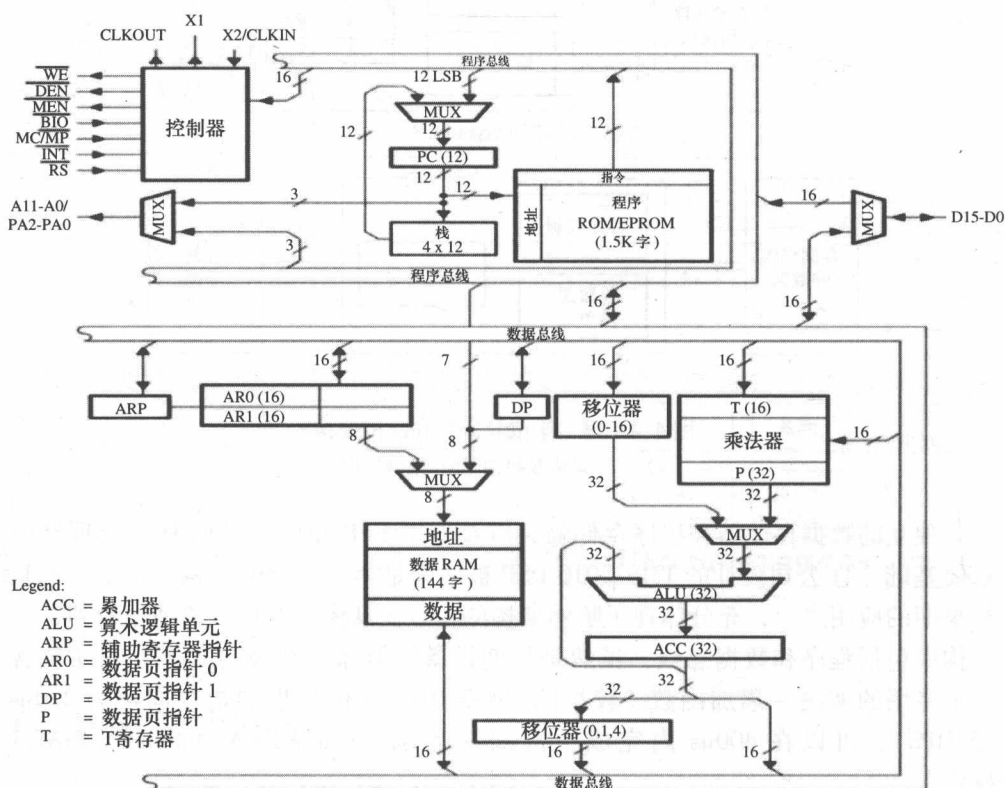 X1
CLKOUT
X2/CLKIN
程序总线
16
12 LSB
WE
DEN
MEN
BIO
MC/MP
INT
RS
控制器
MUX
12
12
12
PC (12)
12
12
指令
地址
程序
ROM/EPROM
(1.5K 字)
栈
4 x 12
A11-A0/
PA2-PA0
MUX
3
3
16
MUX
D15-D0
程序总线
16
16
数据总线
16
7
16
16
ARP
AR0 (16)
AR1 (16)
DP
移位器
(0-16)
T (16)
乘法器
P (32)
16
8
8
MUX
8
32
32
MUX
地址
数据 RAM
(144 字)
数据
32
32
ALU (32)
32
ACC (32)
32
32
移位器(0,1,4)
16
16
16
数据总线
Legend:
ACC = 累加器
ALU = 算术逻辑单元
ARP = 辅助寄存器指针
AR0 = 数据页指针 0
AR1 = 数据页指针 1
DP = 数据页指针
P = 数据页指针
T = T寄存器